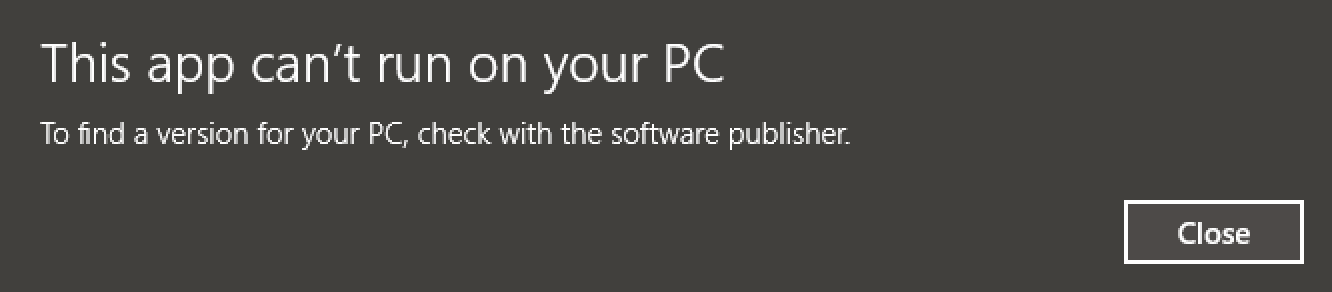 This app can’t run on your PC
To find a version for your PC, check with the software publisher.
Close